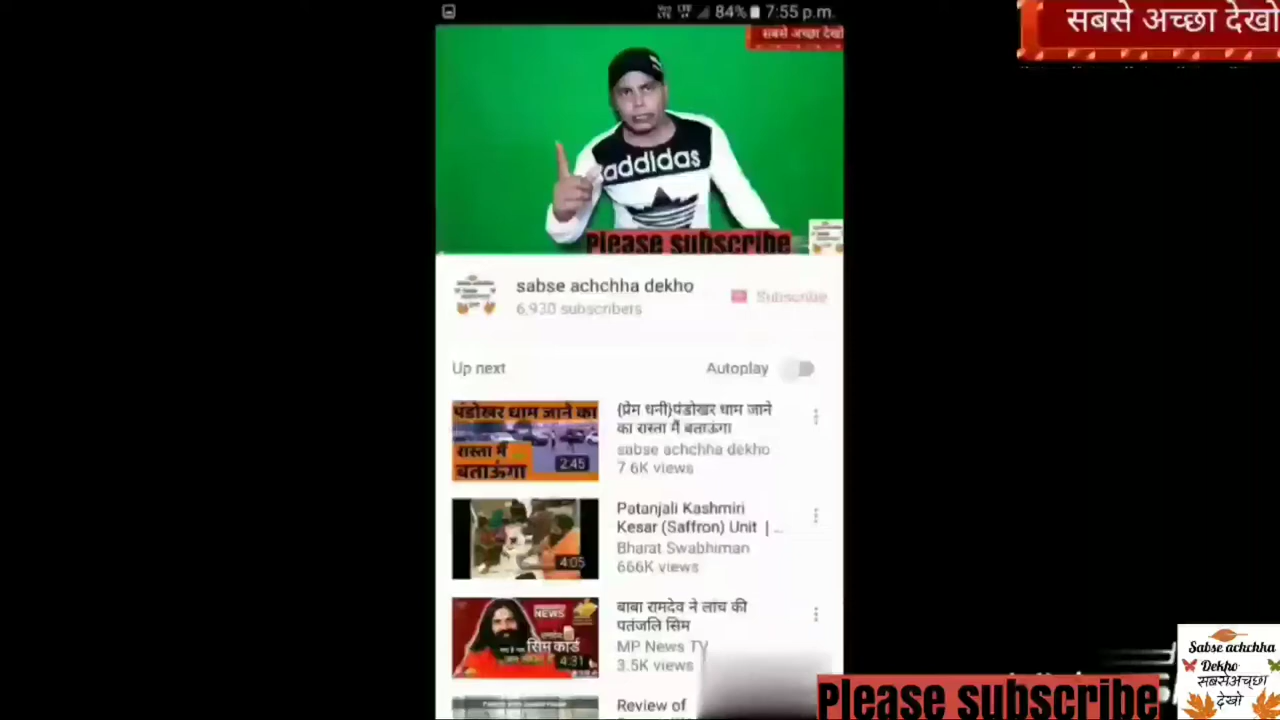 84% 7:55 p.m.
सबसे अच्छा देखो
सबसे अच्छा देखो
addidas
Please subscribe
sabse achchha dekho
6,930 subscribers
Subscribe
Up next
Autoplay
पंडोखर धाम जाने का
रास्ता मैं
बताऊंगा
2:45
{प्रेम धनी}पंडोखर धाम जाने
का रास्ता मैं बताऊंगा
sabse achchha dekho
7.6K views
4:05
Patanjali Kashmiri
Kesar (Saffron) Unit | ...
Bharat Swabhiman
666K views
NEWS
सिम कार्ड
4:31
बाबा रामदेव ने लांच की
पतंजलि सिम
MP News TV
3.5K views
Review of
Please subscribe
Sabse achchha
Dekho
सबसेअच्छा
देखो